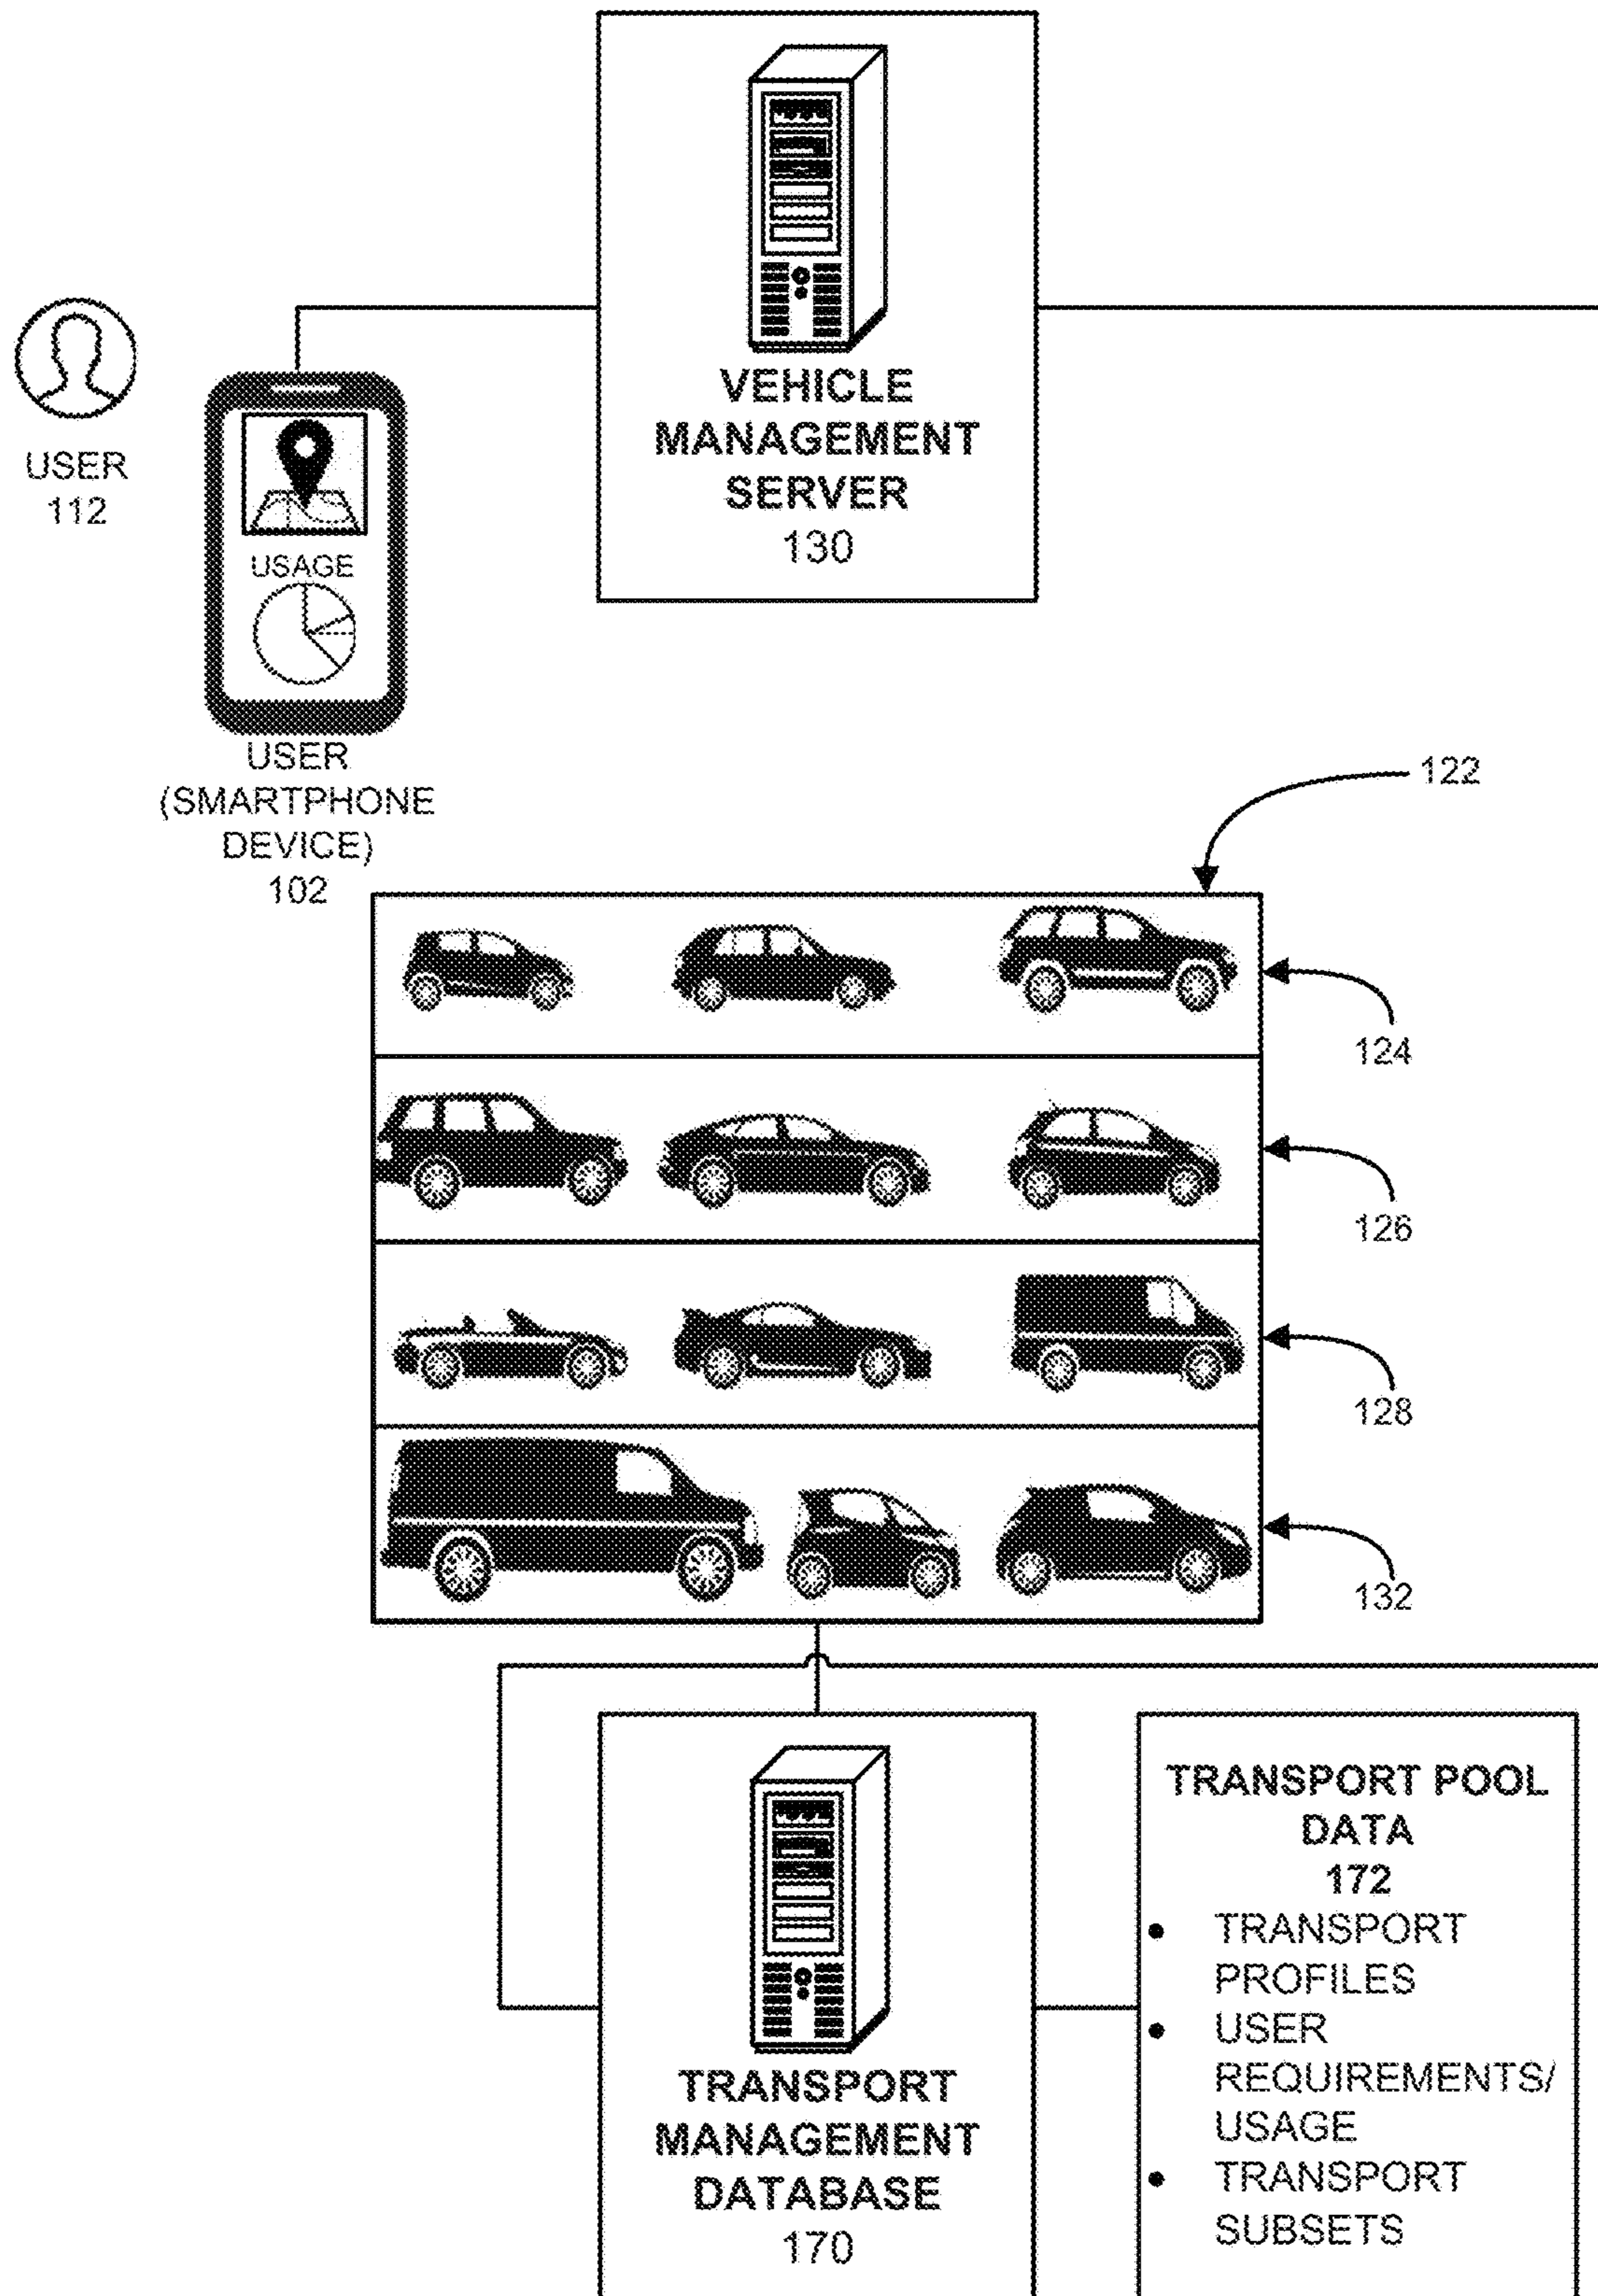 VEHICLE
MANAGEMENT
SERVER
130
USER
112
USAGE
USER
(SMARTPHONE
DEVICE)
102
122
124
126
128
132
TRANSPORT
MANAGEMENT
DATABASE
170
TRANSPORT POOL
DATA
172
• TRANSPORT
PROFILES
• USER
REQUIREMENTS/
USAGE
• TRANSPORT
SUBSETS